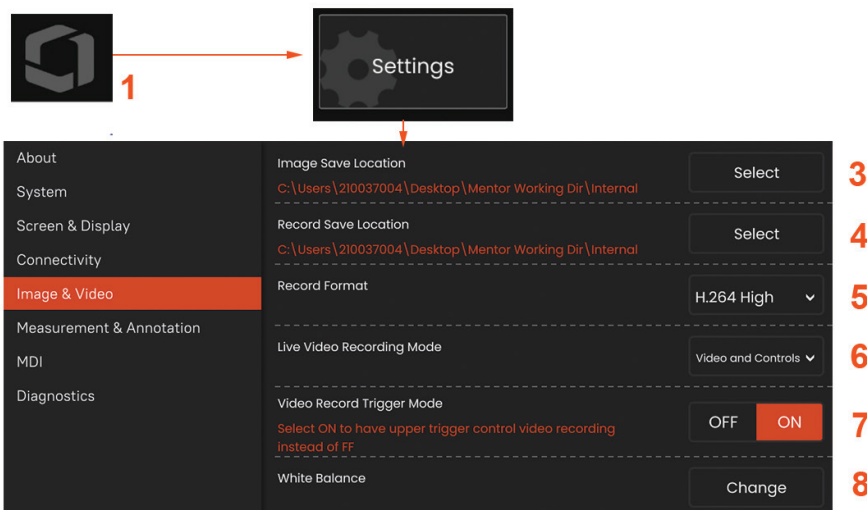 1
Settings
About
System
Screen & Display
Connectivity
Image & Video
Measurement & Annotation
MDI
Diagnostics
Image Save Location
C:\Users\210037004\Desktop\Mentor Working Dir\Internal
Select
3
Record Save Location
C:\Users\210037004\Desktop\Mentor Working Dir\Internal
Select
4
Record Format
H.264 High
5
Live Video Recording Mode
Video and Controls
6
Video Record Trigger Mode
Select ON to have upper trigger control video recording
instead of FF
OFF ON
7
White Balance
Change
8